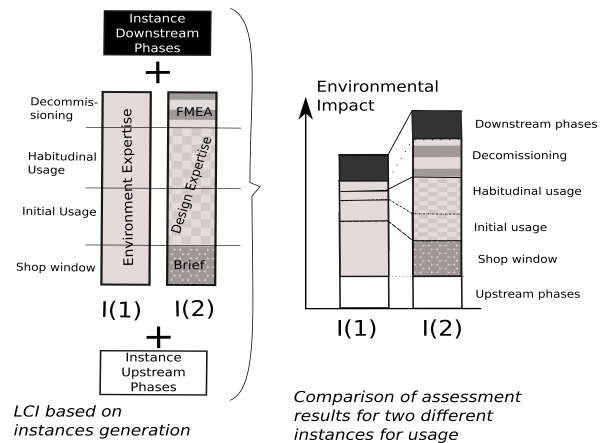 Instance
Downstream
Phases
+
Decommis-
sioning
Habitudinal
Usage
Initial Usage
Shop window
Environment Expertise
FMEA
Design Expertise
Brief
I(1)
I(2)
+
Instance
Upstream
Phases
LCI based on
instances generation
Environmental
Impact
Downstream phases
Decomissioning
Habitudinal usage
Initial usage
Shop window
Upstream phases
I(1)
I(2)
Comparison of assessment
results for two different
instances for usage